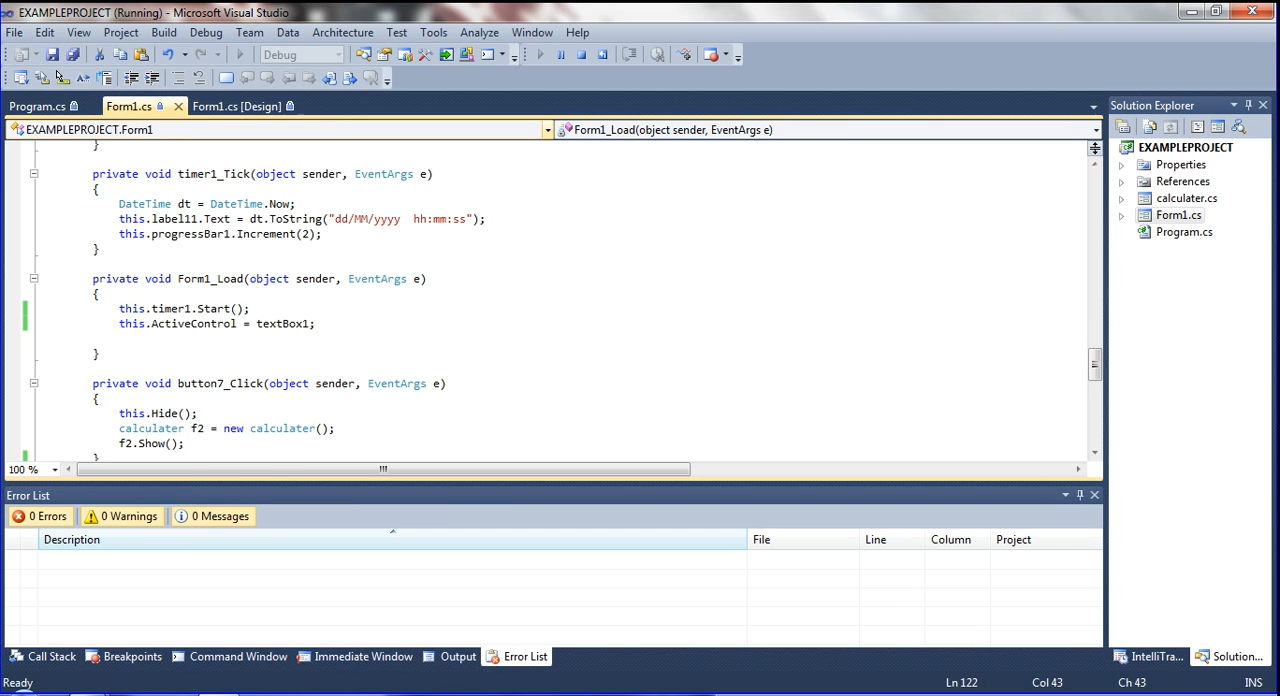 EXAMPLEPROJECT (Running) - Microsoft Visual Studio
File Edit View Project Build Debug Team Data Architecture Test Tools Analyze Window Help
Debug
Program.cs Form1.cs Form1.cs [Design]
EXAMPLEPROJECT.Form1 Form1_Load(object sender, EventArgs e)
}
private void timer1_Tick(object sender, EventArgs e)
{
DateTime dt = DateTime.Now;
this.label11.Text = dt.ToString("dd/MM/yyyy  hh:mm:ss");
this.progressBar1.Increment(2);
}
private void Form1_Load(object sender, EventArgs e)
{
this.timer1.Start();
this.ActiveControl = textBox1;
}
private void button7_Click(object sender, EventArgs e)
{
this.Hide();
calculater f2 = new calculater();
f2.Show();
}
100 %
Solution Explorer
EXAMPLEPROJECT
Properties
References
calculater.cs
Form1.cs
Program.cs
Error List
0 Errors 0 Warnings 0 Messages
Description File Line Column Project
Call Stack Breakpoints Command Window Immediate Window Output Error List
IntelliTra... Solution...
Ready Ln 122 Col 43 Ch 43 INS